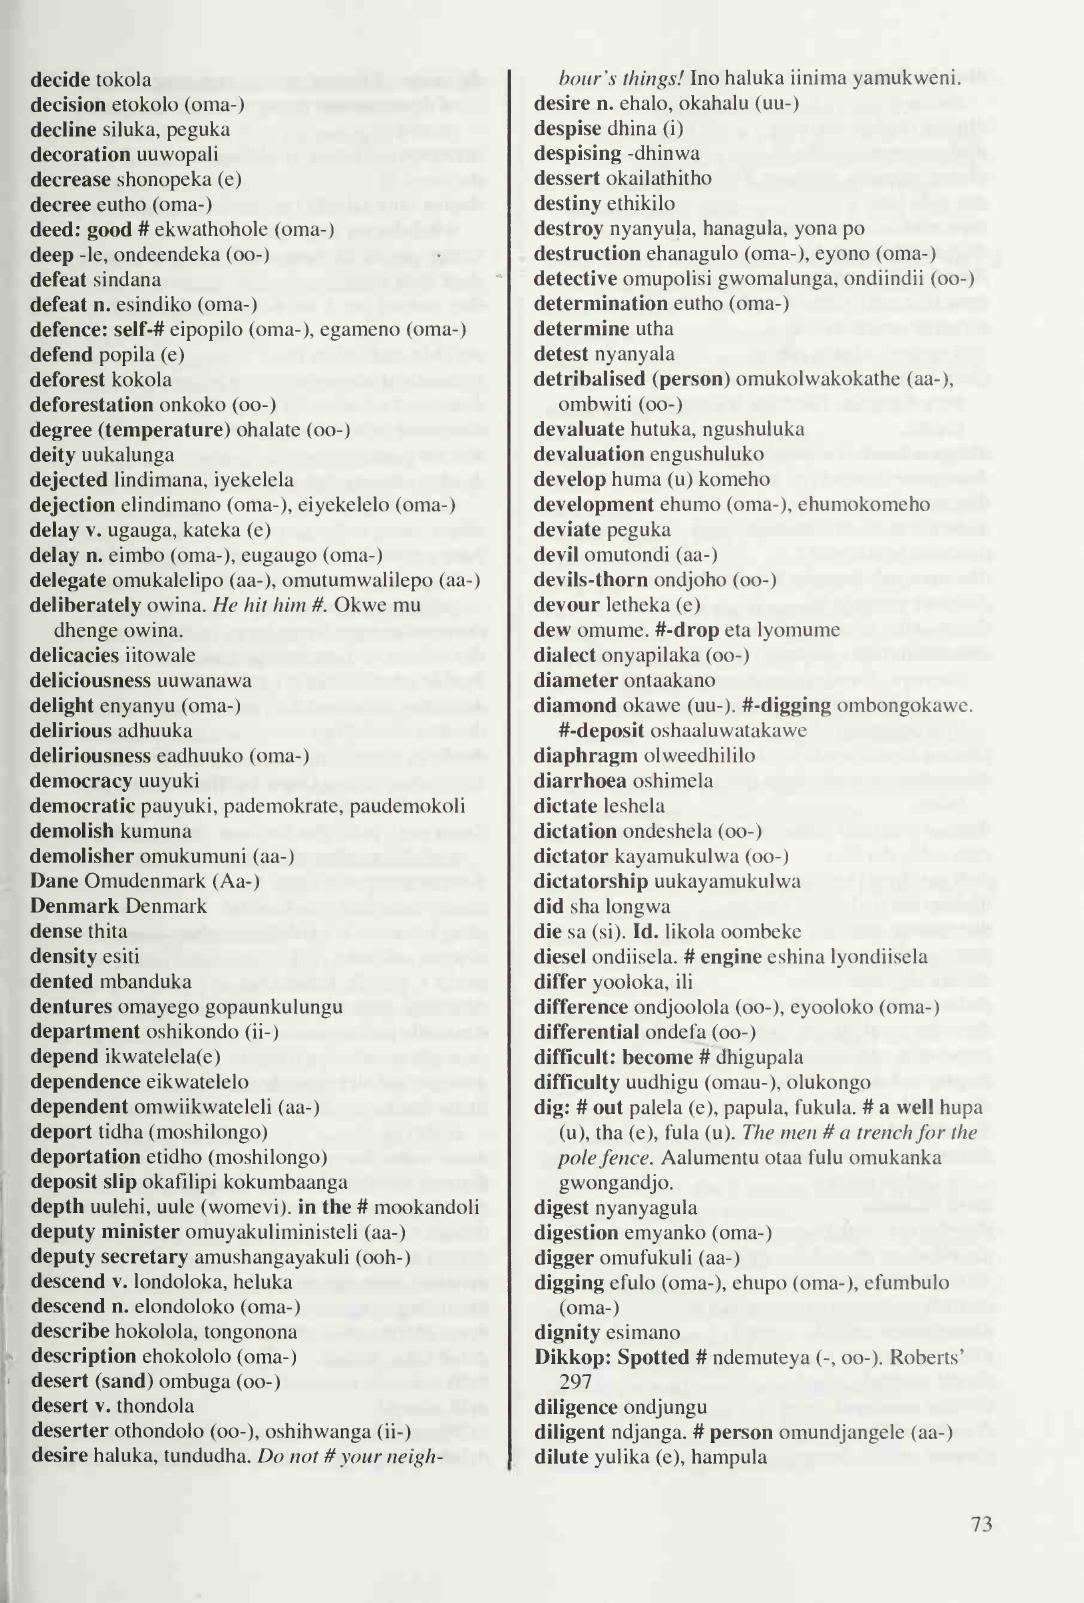 decide tokola
decision etokolo (oma-)
decline siluka, peguka
decoration uuwopali
decrease shonopeka (e)
decree eutho (oma-)
deed: good # ekwathohole (oma-)
deep -le, ondeendeka (oo-)
defeat sindana
defeat n. esindiko (oma-)
defence: self-# eipopilo (oma-), egameno (oma-)
defend popila (e)
deforest kokola
deforestation onkoko (oo-)
degree (temperature) ohalate (oo-)
deity uukalunga
dejected lindimana, iyekelela
dejection elindimano (oma-), eiyekelelo (oma-)
delay v. ugauga, kateka (e)
delay n. eimbo (oma-), eugaugo (oma-)
delegate omukalelipo (aa-), omutumwalilepo (aa-)
deliberately owina. He hit him #. Okwe mu
dhenge owina.
delicacies iitowale
deliciousness uuwanawa
delight enyanyu (oma-)
delirious adhuuka
deliriousness eadhuuko (oma-)
democracy uuyuki
democratic pauyuki, pademokrate, paudemokoli
demolish kumuna
demolisher omukumuni (aa-)
Dane Omudenmark (Aa-)
Denmark Denmark
dense thita
density esiti
dented mbanduka
dentures omayego gopaunkulungu
department oshikondo (ii-)
depend ikwatelela(e)
dependence eikwatelelo
dependent omwiikwateleli (aa-)
deport tidha (moshilongo)
deportation etidho (moshilongo)
deposit slip okafilipi kokumbaanga
depth uulehi, uule (womevi). in the # mookandoli
deputy minister omuyakuliministeli (aa-)
deputy secretary amushangayakuli (ooh-)
descend v. londoloka, heluka
descend n. elondoloko (oma-)
describe hokolola, tongonona
description ehokololo (oma-)
desert (sand) ombuga (oo-)
desert v. thondola
deserter othondolo (oo-), oshihwanga (ii-)
desire haluka, tundudha. Do not # your neigh-
bour's things! Ino haluka iinima yamukweni.
desire n. ehalo, okahalu (uu-)
despise dhina (i)
despising -dhinwa
dessert okailathitho
destiny ethikilo
destroy nyanyula, hanagula, yona po
destruction ehanagulo (oma-), eyono (oma-)
detective omupolisi gwomalunga, ondiindii (oo-)
determination eutho (oma-)
determine utha
detest nyanyala
detribalised (person) omukolwakokathe (aa-),
ombwiti (oo-)
devaluate hutuka, ngushuluka
devaluation engushuluko
develop huma (u) komeho
development ehumo (oma-), ehumokomeho
deviate peguka
devil omutondi (aa-)
devils-thorn ondjoho (oo-)
devour letheka (e)
dew omume. #-drop eta lyomume
dialect onyapilaka (oo-)
diameter ontaakano
diamond okawe (uu-). #-digging ombongokawe.
#-deposit oshaaluwatakawe
diaphragm olweedhililo
diarrhoea oshimela
dictate leshela
dictation ondeshela (oo-)
dictator kayamukulwa (oo-)
dictatorship uukayamukulwa
did sha longwa
die sa (si). Id. likola oombeke
diesel ondiisela. # engine eshina lyondiisela
differ yooloka, ili
difference ondjoolola (oo-), eyooloko (oma-)
differential ondefa (oo-)
difficult: become # dhigupala
difficulty uudhigu (omau-), olukongo
dig: # out palela (e), papula, fukula. # a well hupa
(u), tha (e), fula (u). The men # a trench for the
pole fence. Aalumentu otaa fulu omukanka
gwongandjo.
digest nyanyagula
digestion emyanko (oma-)
digger omufukuli (aa-)
digging efulo (oma-), ehupo (oma-), efumbulo
(oma-)
dignity esimano
Dikkop: Spotted # ndemuteya (-, oo-). Roberts'
297
diligence ondjungu
diligent ndjanga. # person omundjangele (aa-)
dilute yulika (e), hampula
73